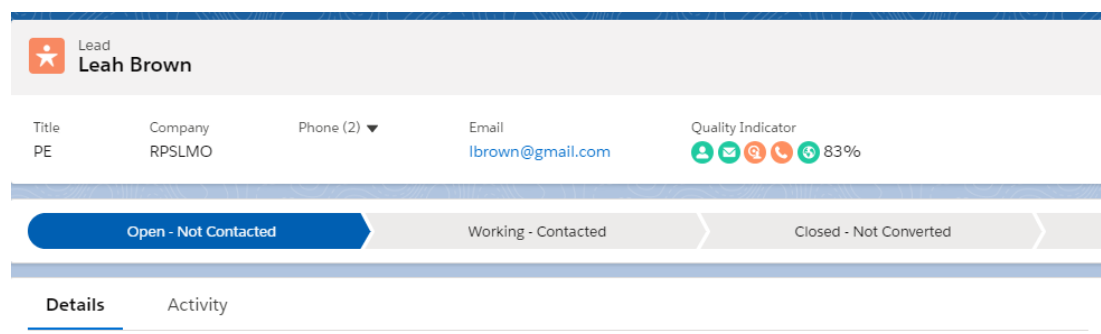 Lead
Leah Brown
Title Company Phone (2) Email Quality Indicator
PE RPSLMO lbrown@gmail.com 83%
Open - Not Contacted Working - Contacted Closed - Not Converted
Details Activity